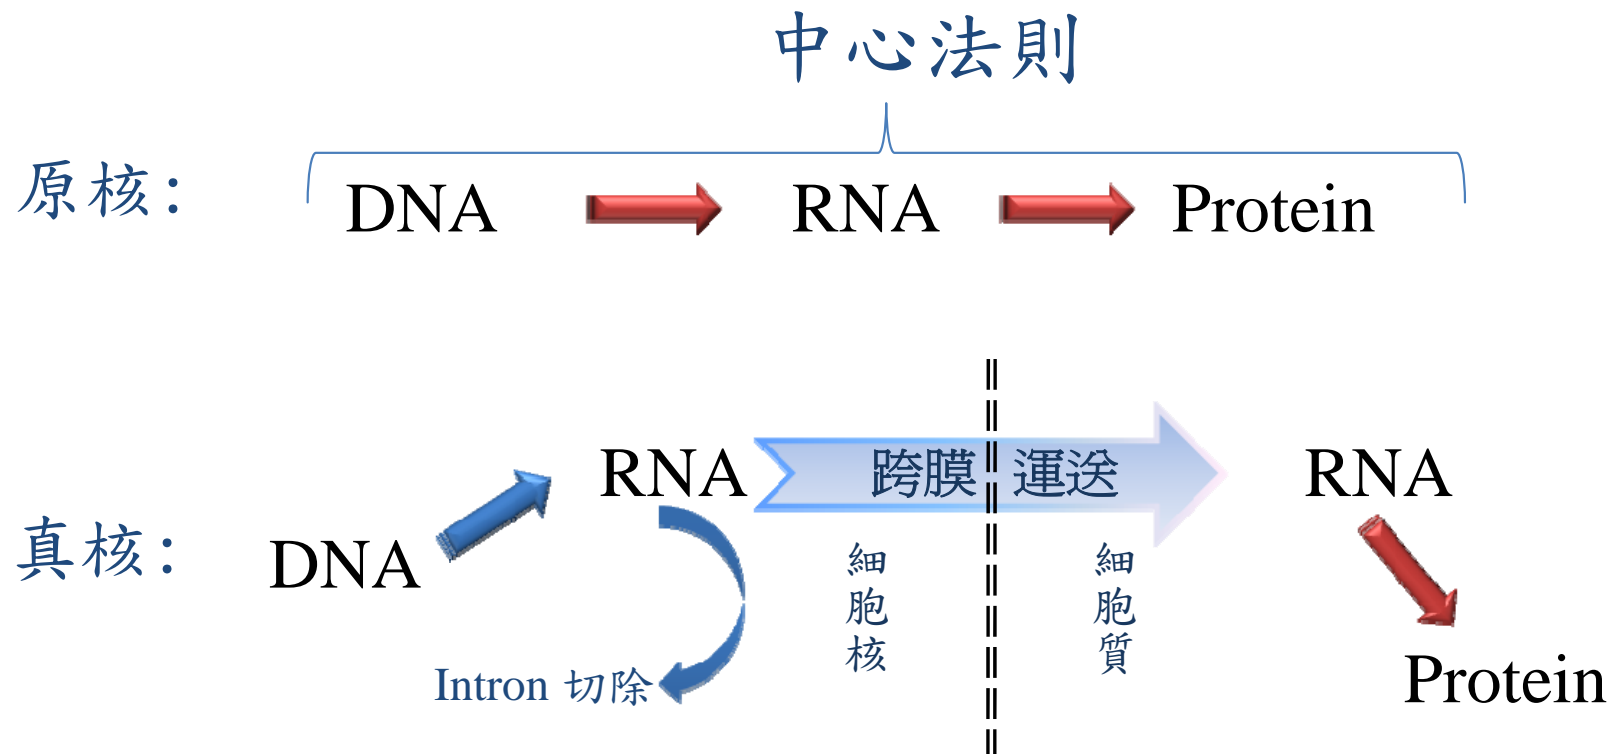 中心法則
原核: DNA RNA Protein
RNA 跨膜 運送 RNA
真核: DNA
細胞核 細胞質
Intron 切除 Protein